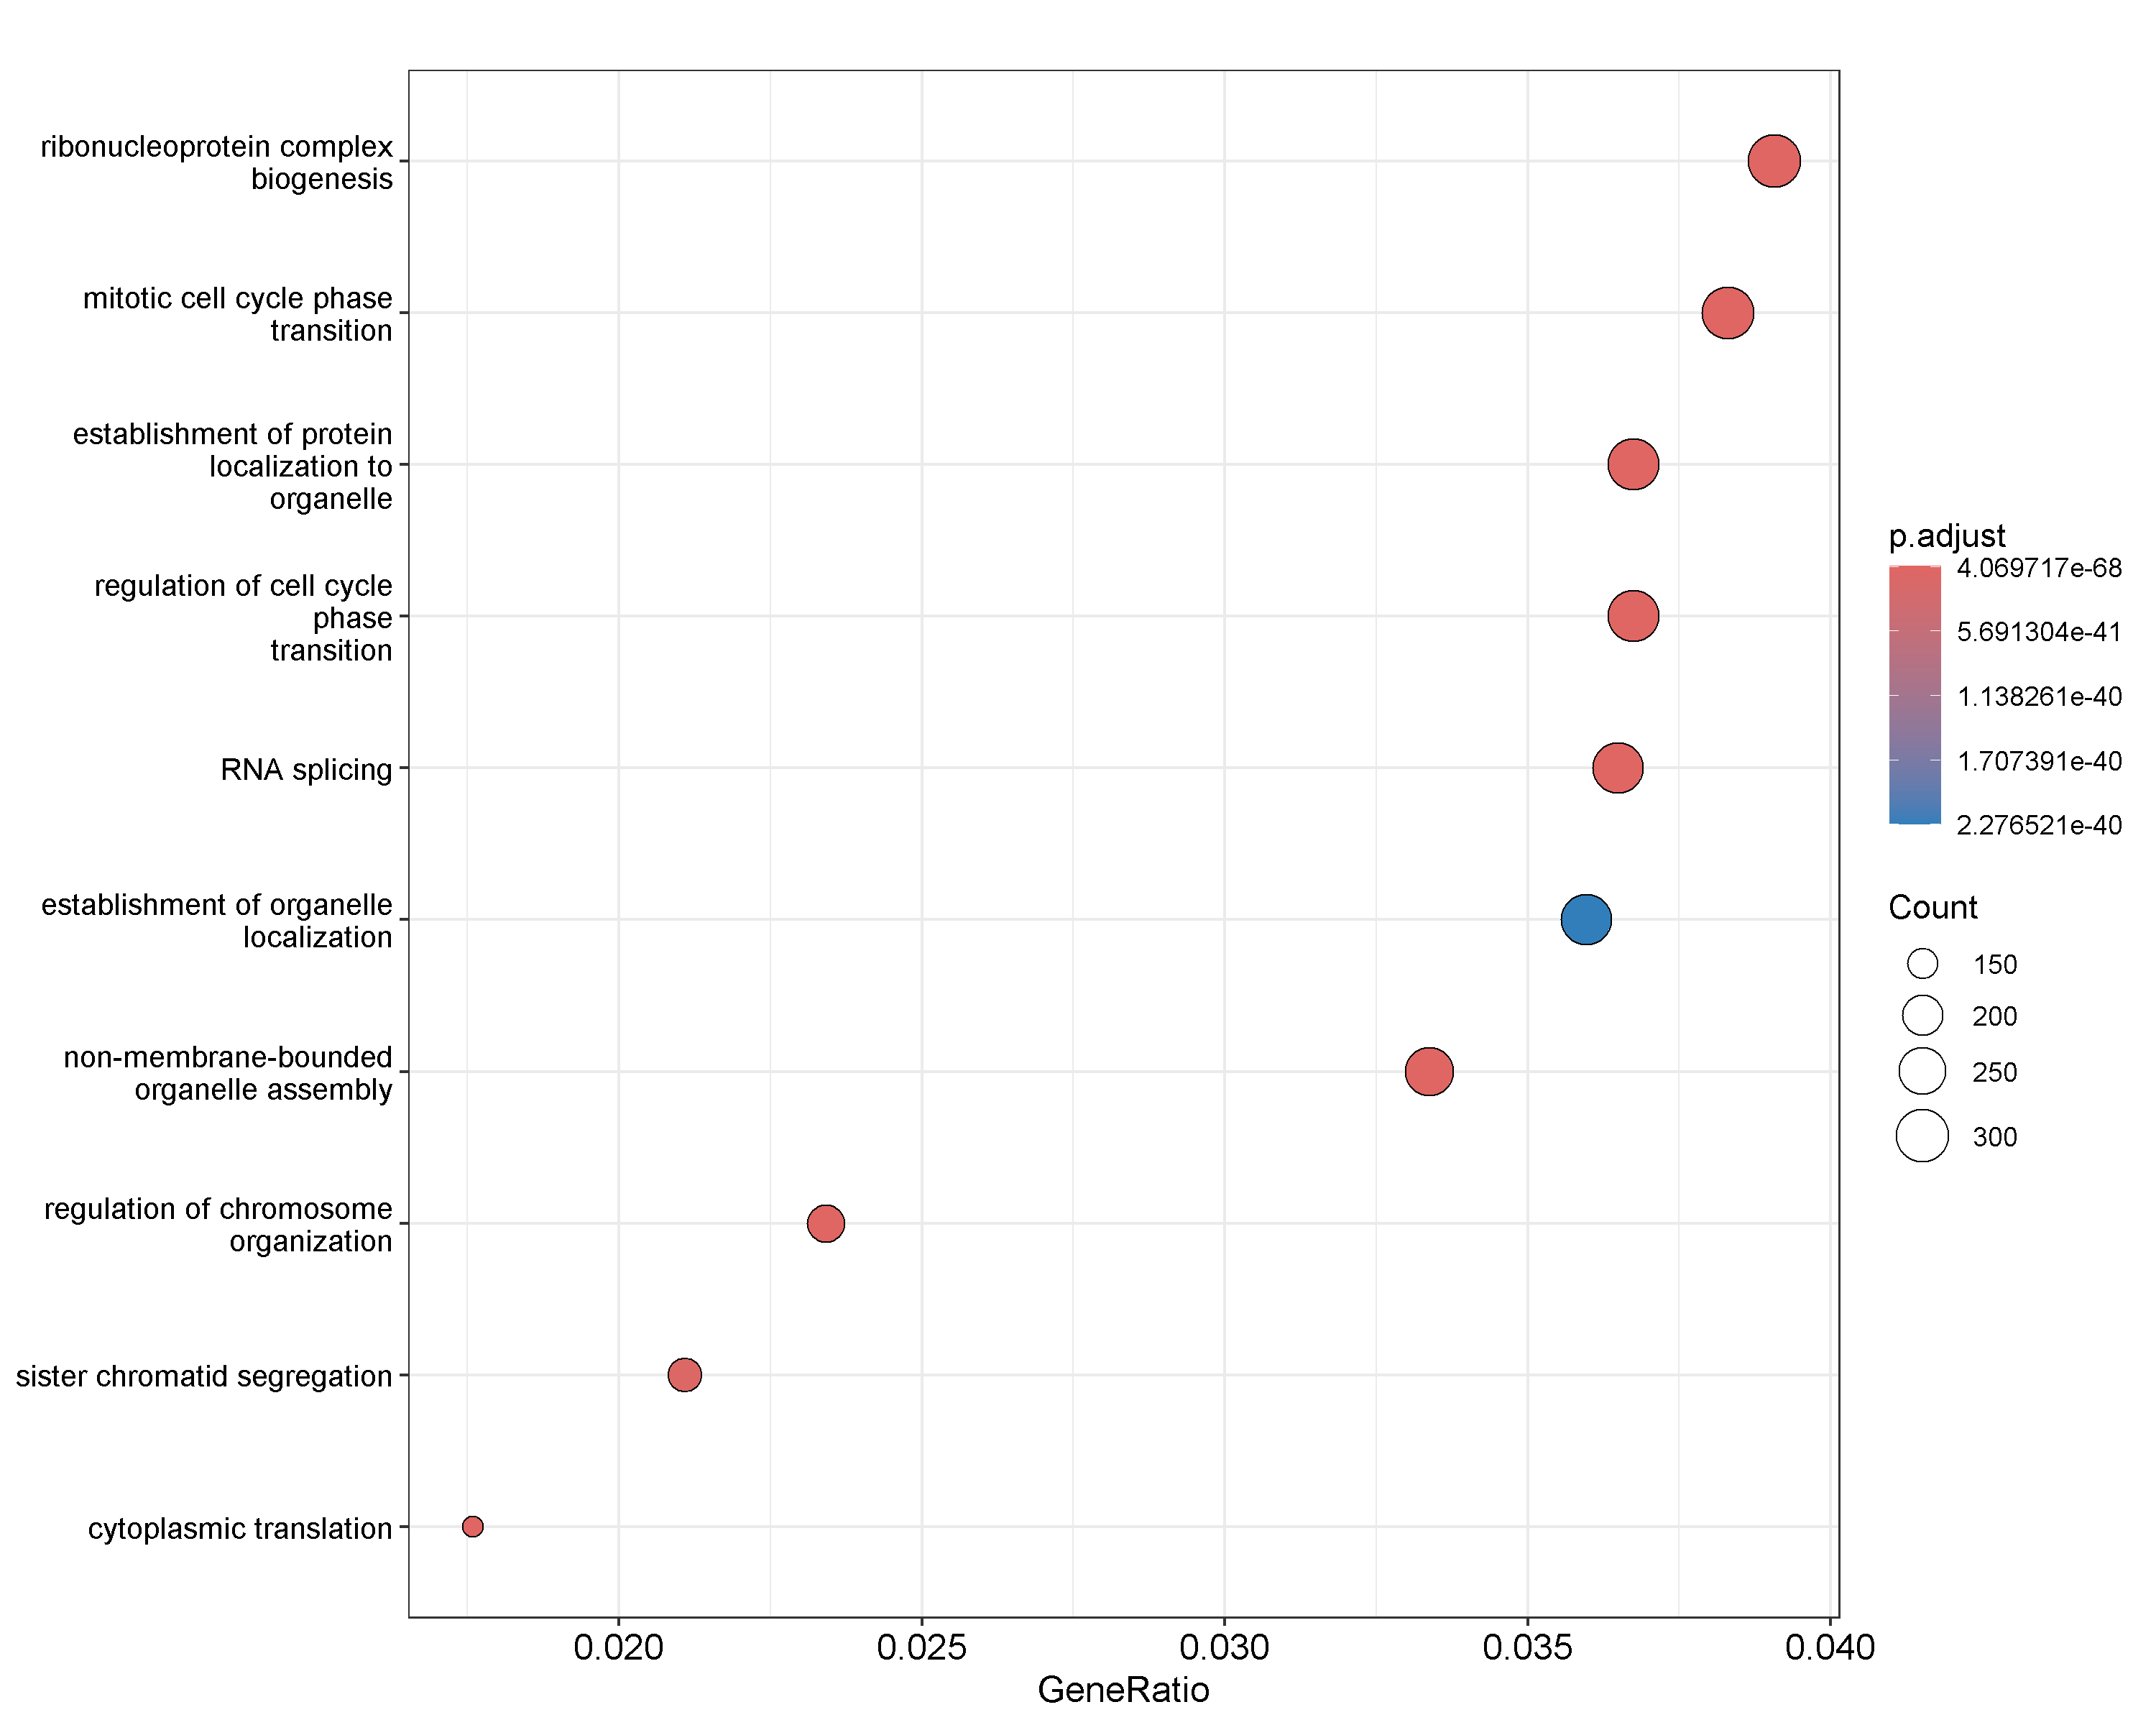 ribonucleoprotein complex
biogenesis
mitotic cell cycle phase
transition
establishment of protein
localization to
organelle
regulation of cell cycle
phase
transition
RNA splicing
establishment of organelle
localization
non-membrane-bounded
organelle assembly
regulation of chromosome
organization
sister chromatid segregation
cytoplasmic translation
0.020
0.025
0.030
0.035
0.040
GeneRatio
p.adjust
4.069717e-68
5.691304e-41
1.138261e-40
1.707391e-40
2.276521e-40
Count
150
200
250
300